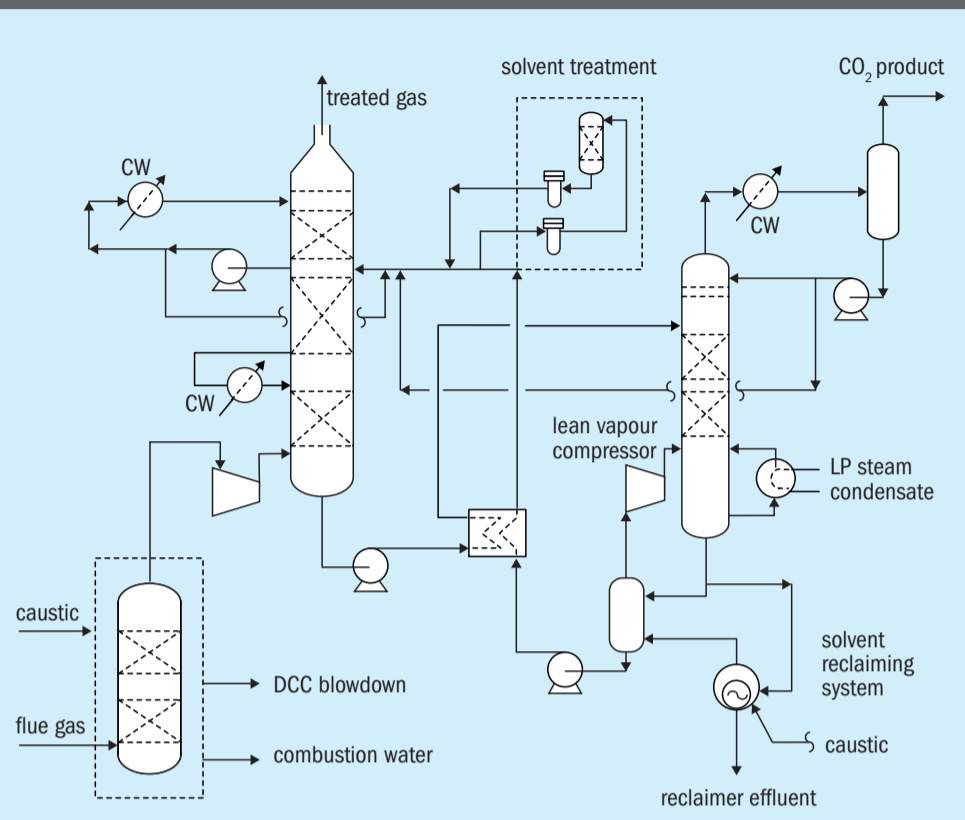 solvent treatment
CO2 product
treated gas
CW
CW
CW
lean vapour
compressor
LP steam
condensate
caustic
solvent
reclaiming
system
DCC blowdown
flue gas
caustic
combustion water
reclaimer effluent